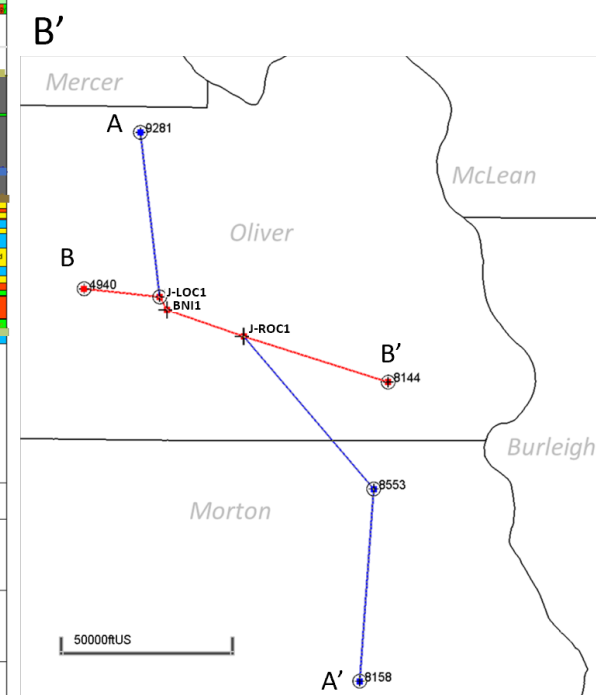 B’
Mercer
A
9281
McLean
Oliver
B
4940
J-LOC1
BNI1
J-ROC1
B’
8144
Burleigh
8553
Morton
50000ftUS
A’
8158